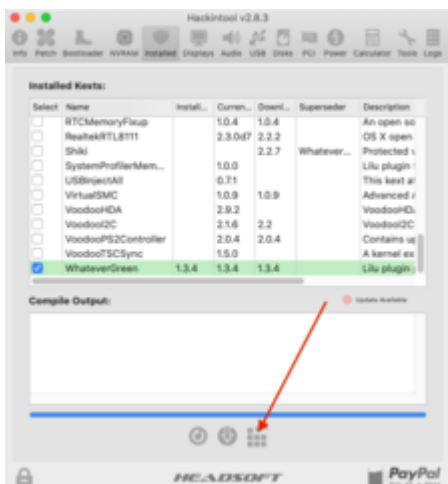 Hackintool v2.8.3
Info Patch Bootloader NVRAM Installed Displays Audio USB Disks PCI Power Calculator Tools Logs
Installed Kexts:
Select Name Install... Curren... Downl... Superseder Description
RTCMemoryFixup 1.0.4 1.0.4 An open so
RealtekRTL8111 2.3.0d7 2.2.2 OS X open
Shiki 2.2.7 Whatever... Protected v
SystemProfilerMem... 1.0.0 Lilu plugin
USBInjectAll 0.7.1 This kext al
VirtualSMC 1.0.9 1.0.9 Advanced A
VoodooHDA 2.9.2 VoodooHD
VoodooI2C 2.1.6 2.2 VoodooI2C
VoodooPS2Controller 2.0.4 2.0.4 Contains up
VoodooTSCSync 1.5.0 A kernel ex
WhateverGreen 1.3.4 1.3.4 1.3.4 Lilu plugin
Compile Output: Update Available
HEADSOFT PayPal